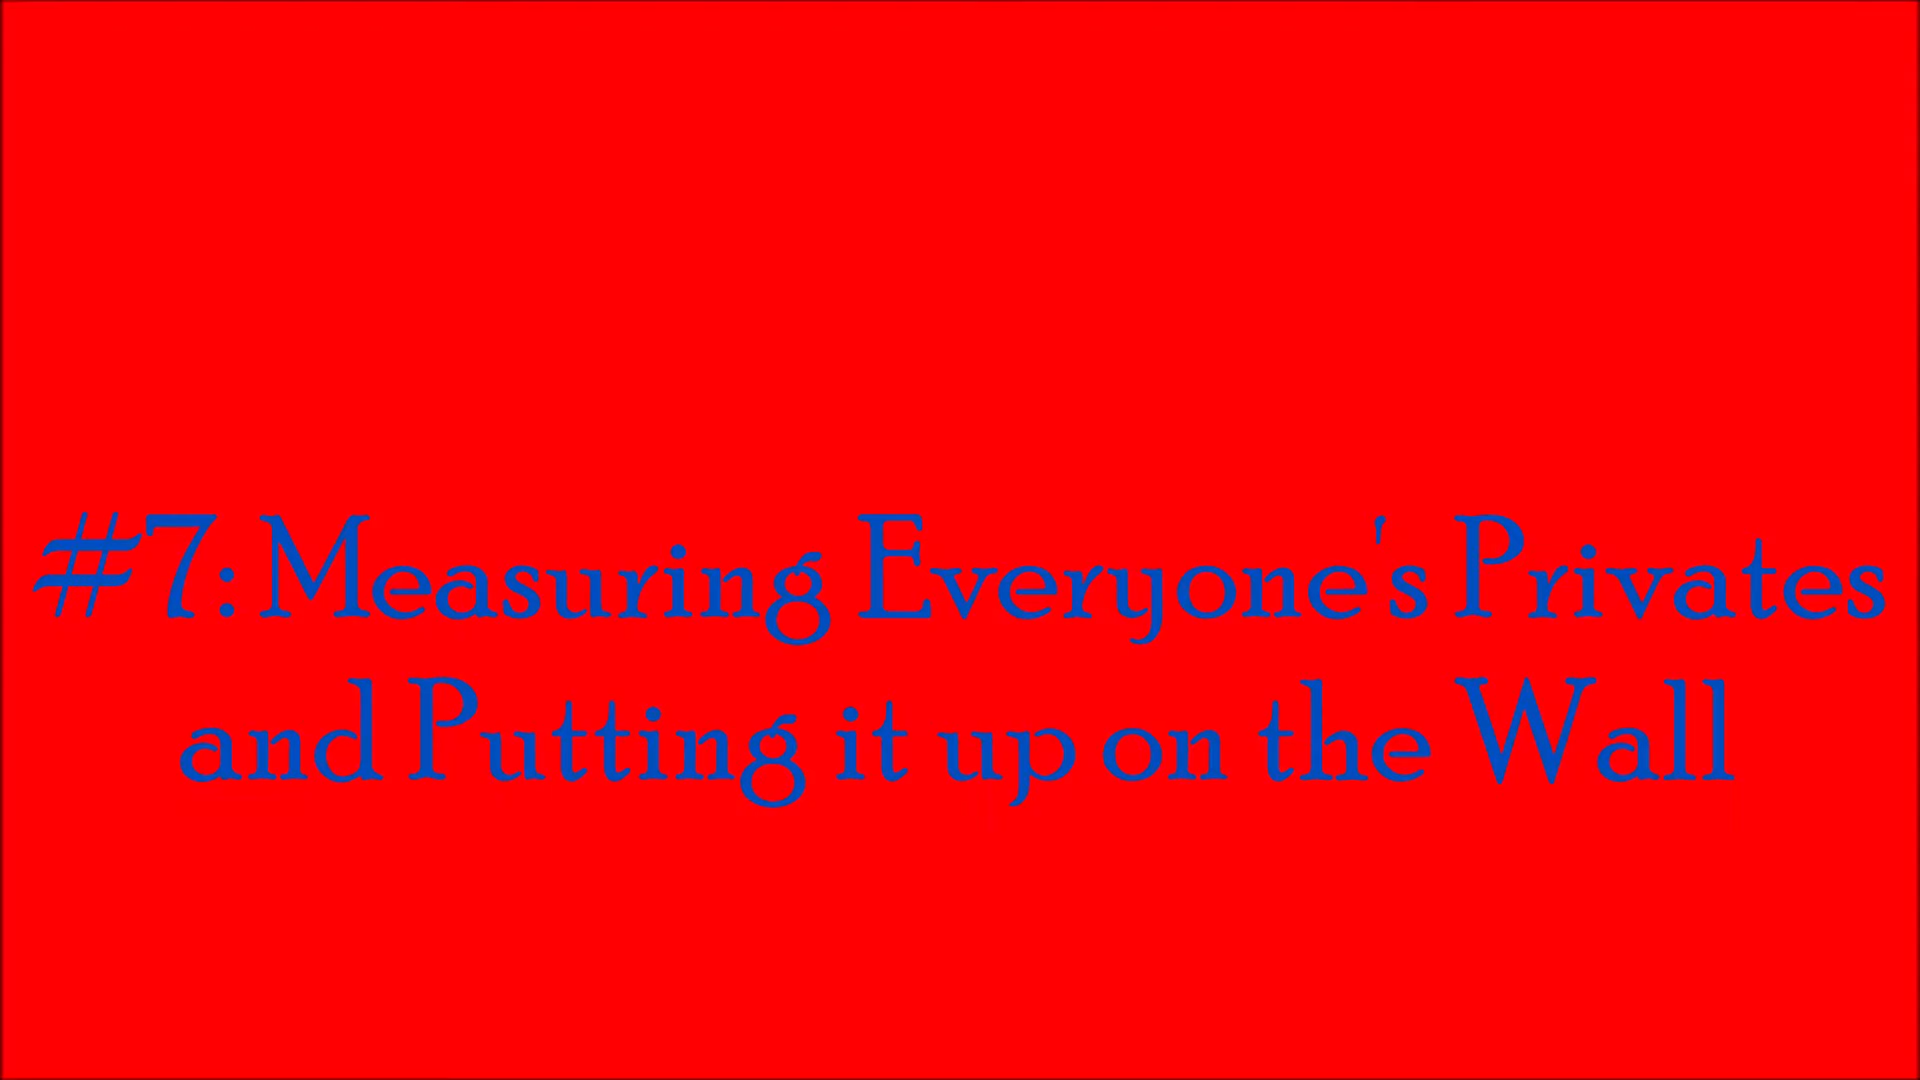 #7: Measuring Everyone's Privates
and Putting it up on the Wall